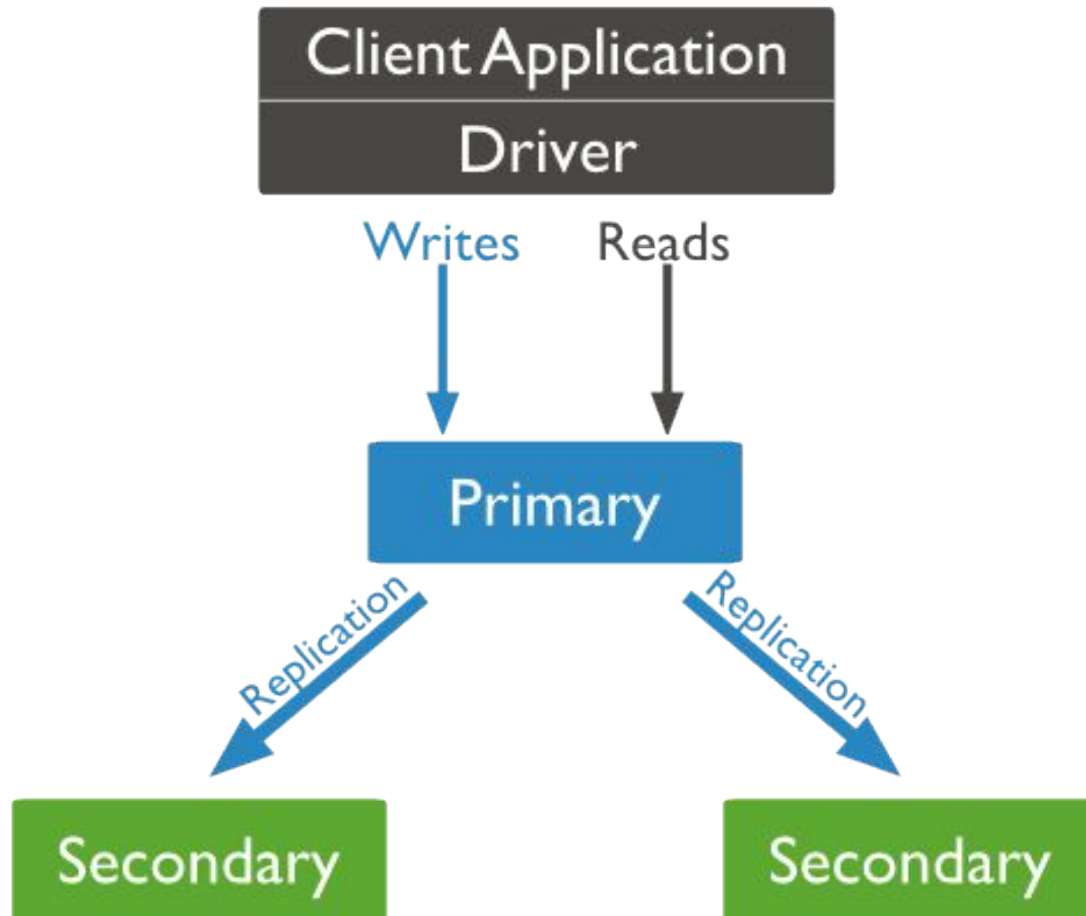 Client Application
Driver
Writes
Reads
Primary
Replication
Replication
Secondary
Secondary